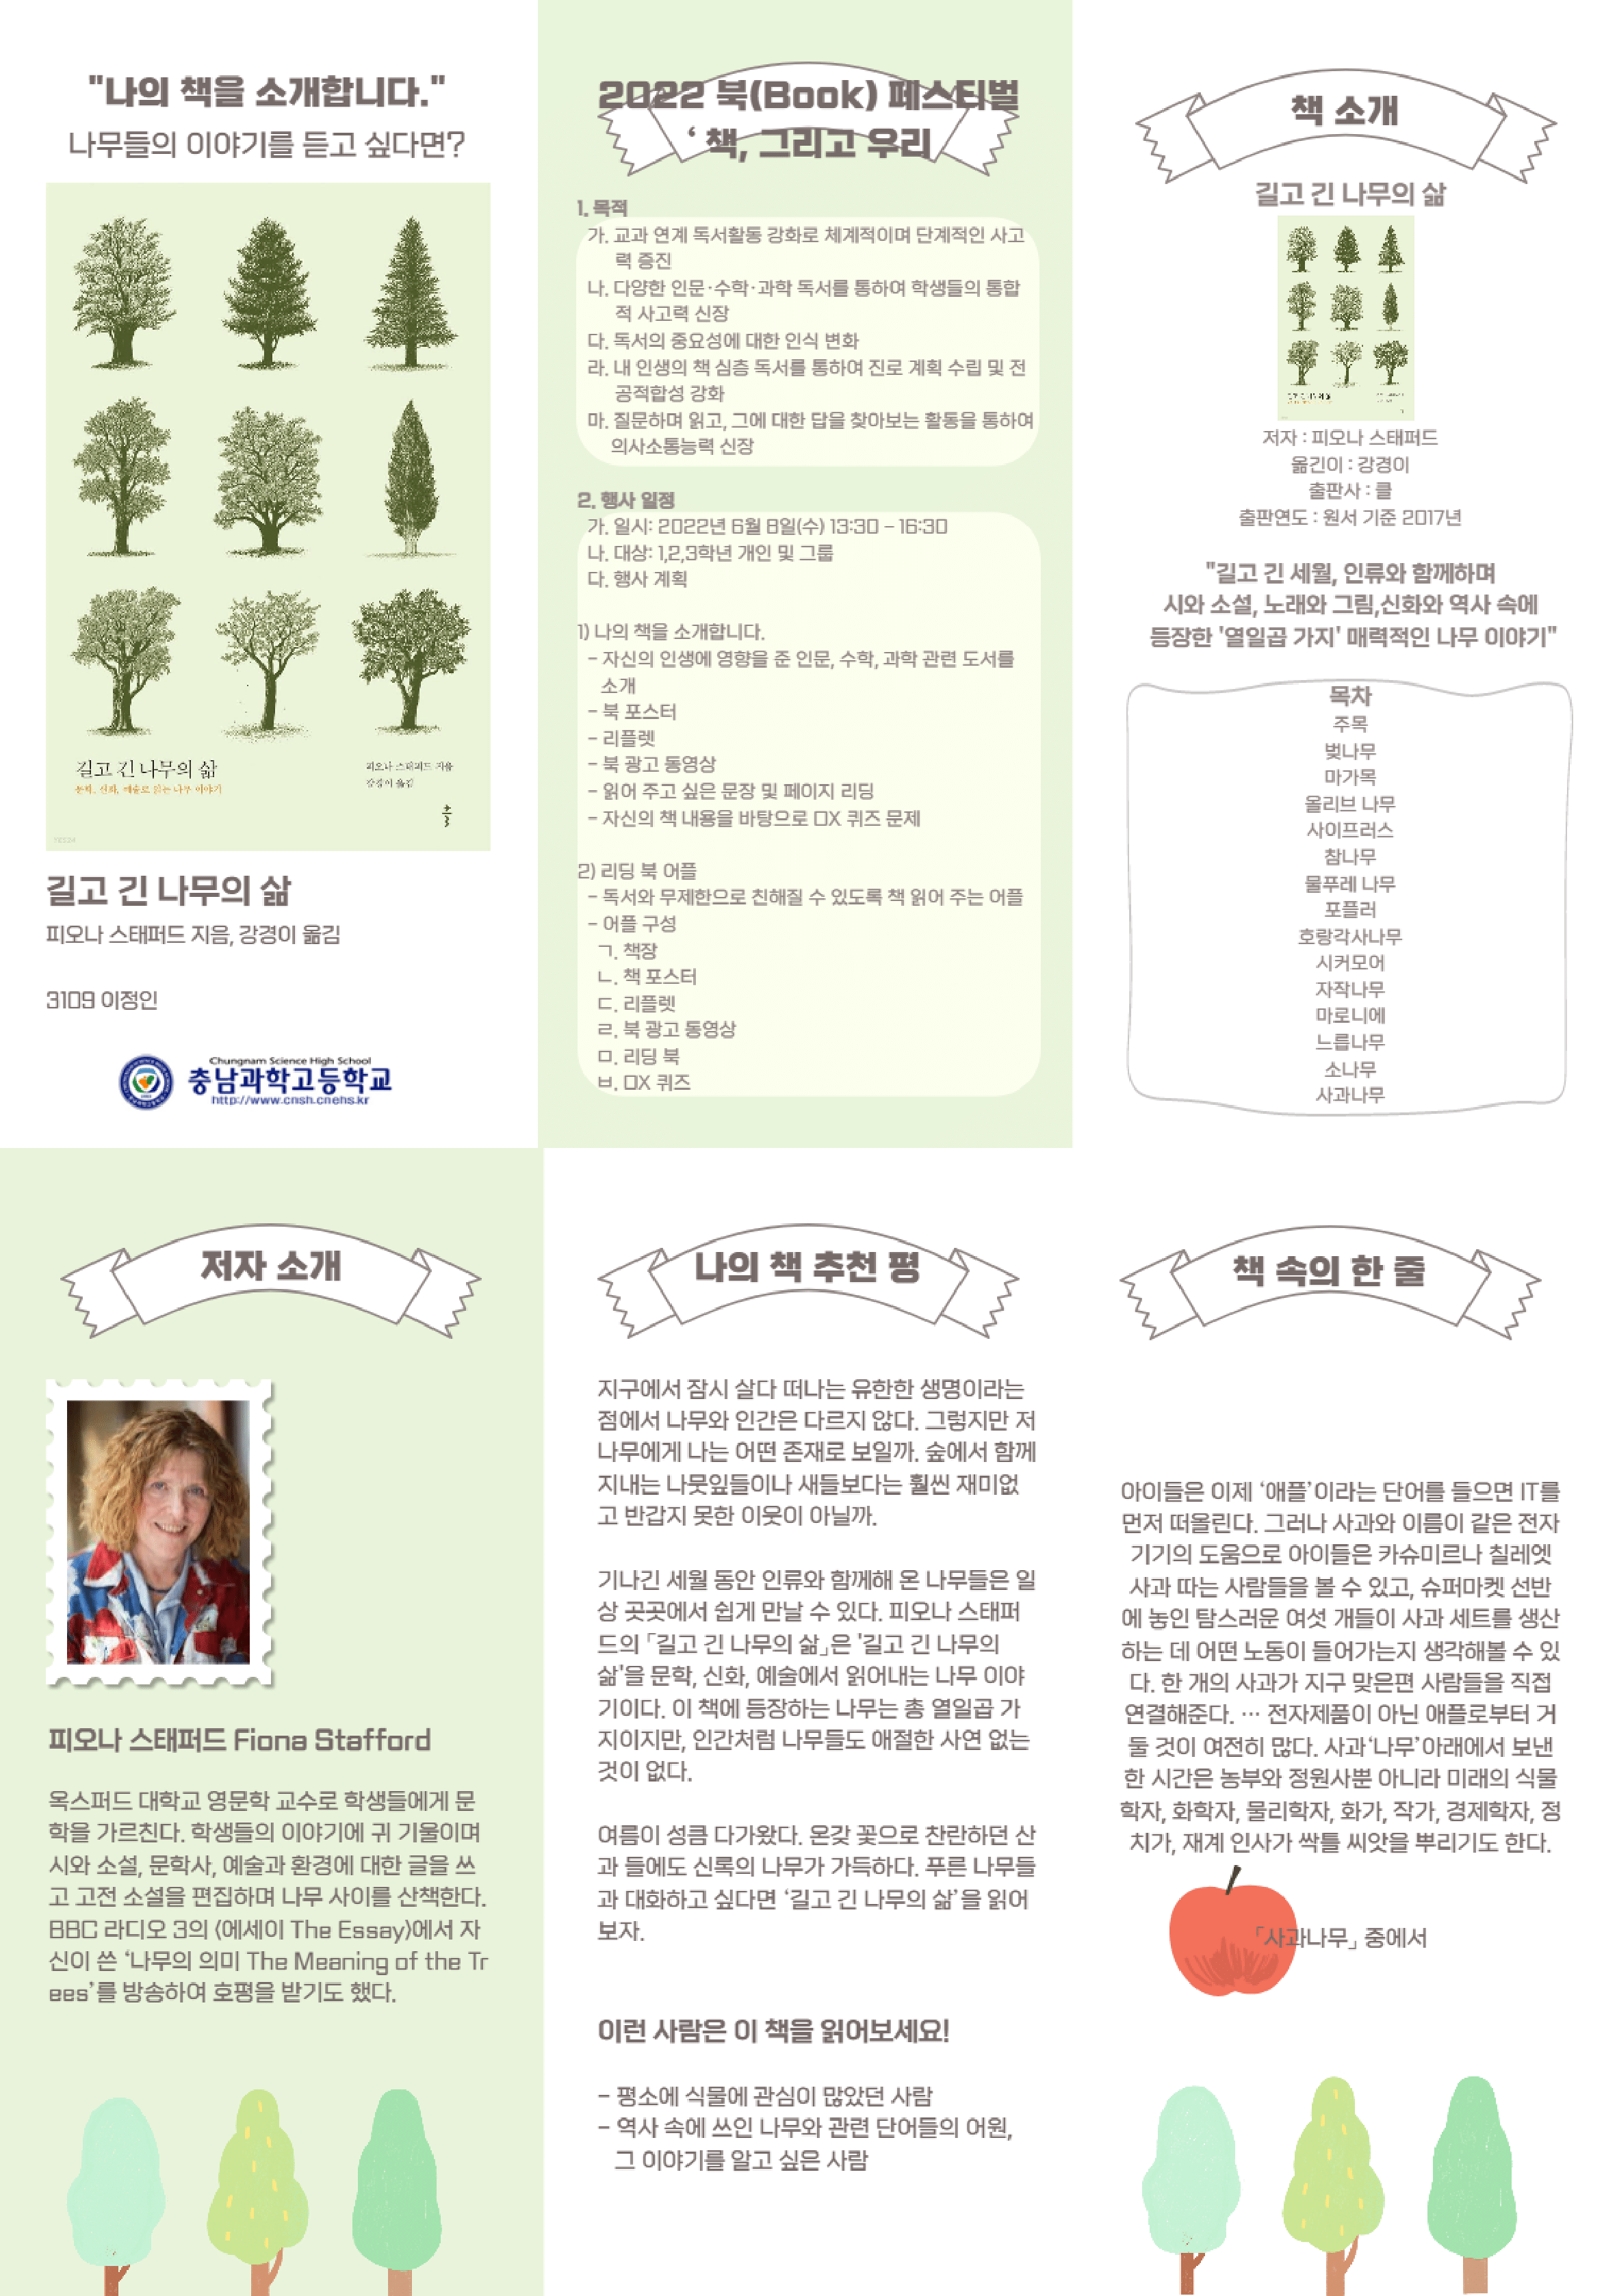 "나의 책을 소개합니다."
나무들의 이야기를 듣고 싶다면?
길고 긴 나무의 삶
문학, 신화, 예술로 읽는 나무 이야기
피오나 스태퍼드 지음
강경이 옮김
클
길고 긴 나무의 삶
피오나 스태퍼드 지음, 강경이 옮김
3109 이정인
Chungnam Science High School
충남과학고등학교
http://www.cnsh.cnehs.kr
2022 북(Book) 페스티벌
‘ 책, 그리고 우리
1. 목적
가. 교과 연계 독서활동 강화로 체계적이며 단계적인 사고
력 증진
나. 다양한 인문·수학·과학 독서를 통하여 학생들의 통합
적 사고력 신장
다. 독서의 중요성에 대한 인식 변화
라. 내 인생의 책 심층 독서를 통하여 진로 계획 수립 및 전
공적합성 강화
마. 질문하며 읽고, 그에 대한 답을 찾아보는 활동을 통하여
의사소통능력 신장
2. 행사 일정
가. 일시: 2022년 6월 8일(수) 13:30 - 16:30
나. 대상: 1,2,3학년 개인 및 그룹
다. 행사 계획
1) 나의 책을 소개합니다.
- 자신의 인생에 영향을 준 인문, 수학, 과학 관련 도서를
소개
- 북 포스터
- 리플렛
- 북 광고 동영상
- 읽어 주고 싶은 문장 및 페이지 리딩
- 자신의 책 내용을 바탕으로 OX 퀴즈 문제
2) 리딩 북 어플
- 독서와 무제한으로 친해질 수 있도록 책 읽어 주는 어플
- 어플 구성
ㄱ. 책장
ㄴ. 책 포스터
ㄷ. 리플렛
ㄹ. 북 광고 동영상
ㅁ. 리딩 북
ㅂ. OX 퀴즈
책 소개
길고 긴 나무의 삶
저자 : 피오나 스태퍼드
옮긴이 : 강경이
출판사 : 클
출판연도 : 원서 기준 2017년
"길고 긴 세월, 인류와 함께하며
시와 소설, 노래와 그림,신화와 역사 속에
등장한 '열일곱 가지' 매력적인 나무 이야기"
목차
주목
벚나무
마가목
올리브 나무
사이프러스
참나무
물푸레 나무
포플러
호랑각시나무
시커모어
자작나무
마로니에
느릅나무
소나무
사과나무
저자 소개
피오나 스태퍼드 Fiona Stafford
옥스퍼드 대학교 영문학 교수로 학생들에게 문
학을 가르친다. 학생들의 이야기에 귀 기울이며
시와 소설, 문학사, 예술과 환경에 대한 글을 쓰
고 고전 소설을 편집하며 나무 사이를 산책한다.
BBC 라디오 3의 〈에세이 The Essay〉에서 자
신이 쓴 ‘나무의 의미 The Meaning of the Tr
ees’를 방송하여 호평을 받기도 했다.
나의 책 추천 평
지구에서 잠시 살다 떠나는 유한한 생명이라는
점에서 나무와 인간은 다르지 않다. 그렇지만 저
나무에게 나는 어떤 존재로 보일까. 숲에서 함께
지내는 나뭇잎들이나 새들보다는 훨씬 재미없
고 반갑지 못한 이웃이 아닐까.
기나긴 세월 동안 인류와 함께해 온 나무들은 일
상 곳곳에서 쉽게 만날 수 있다. 피오나 스태퍼
드의 「길고 긴 나무의 삶」은 '길고 긴 나무의
삶'을 문학, 신화, 예술에서 읽어내는 나무 이야
기이다. 이 책에 등장하는 나무는 총 열일곱 가
지이지만, 인간처럼 나무들도 애절한 사연 없는
것이 없다.
여름이 성큼 다가왔다. 온갖 꽃으로 찬란하던 산
과 들에도 신록의 나무가 가득하다. 푸른 나무들
과 대화하고 싶다면 ‘길고 긴 나무의 삶’을 읽어
보자.
이런 사람은 이 책을 읽어보세요!
- 평소에 식물에 관심이 많았던 사람
- 역사 속에 쓰인 나무와 관련 단어들의 어원,
그 이야기를 알고 싶은 사람
책 속의 한 줄
아이들은 이제 ‘애플’이라는 단어를 들으면 IT를
먼저 떠올린다. 그러나 사과와 이름이 같은 전자
기기의 도움으로 아이들은 카슈미르나 칠레엣
사과 따는 사람들을 볼 수 있고, 슈퍼마켓 선반
에 놓인 탐스러운 여섯 개들이 사과 세트를 생산
하는 데 어떤 노동이 들어가는지 생각해볼 수 있
다. 한 개의 사과가 지구 맞은편 사람들을 직접
연결해준다. … 전자제품이 아닌 애플로부터 거
둘 것이 여전히 많다. 사과‘나무’아래에서 보낸
한 시간은 농부와 정원사뿐 아니라 미래의 식물
학자, 화학자, 물리학자, 화가, 작가, 경제학자, 정
치가, 재계 인사가 싹틀 씨앗을 뿌리기도 한다.
「사과나무」 중에서